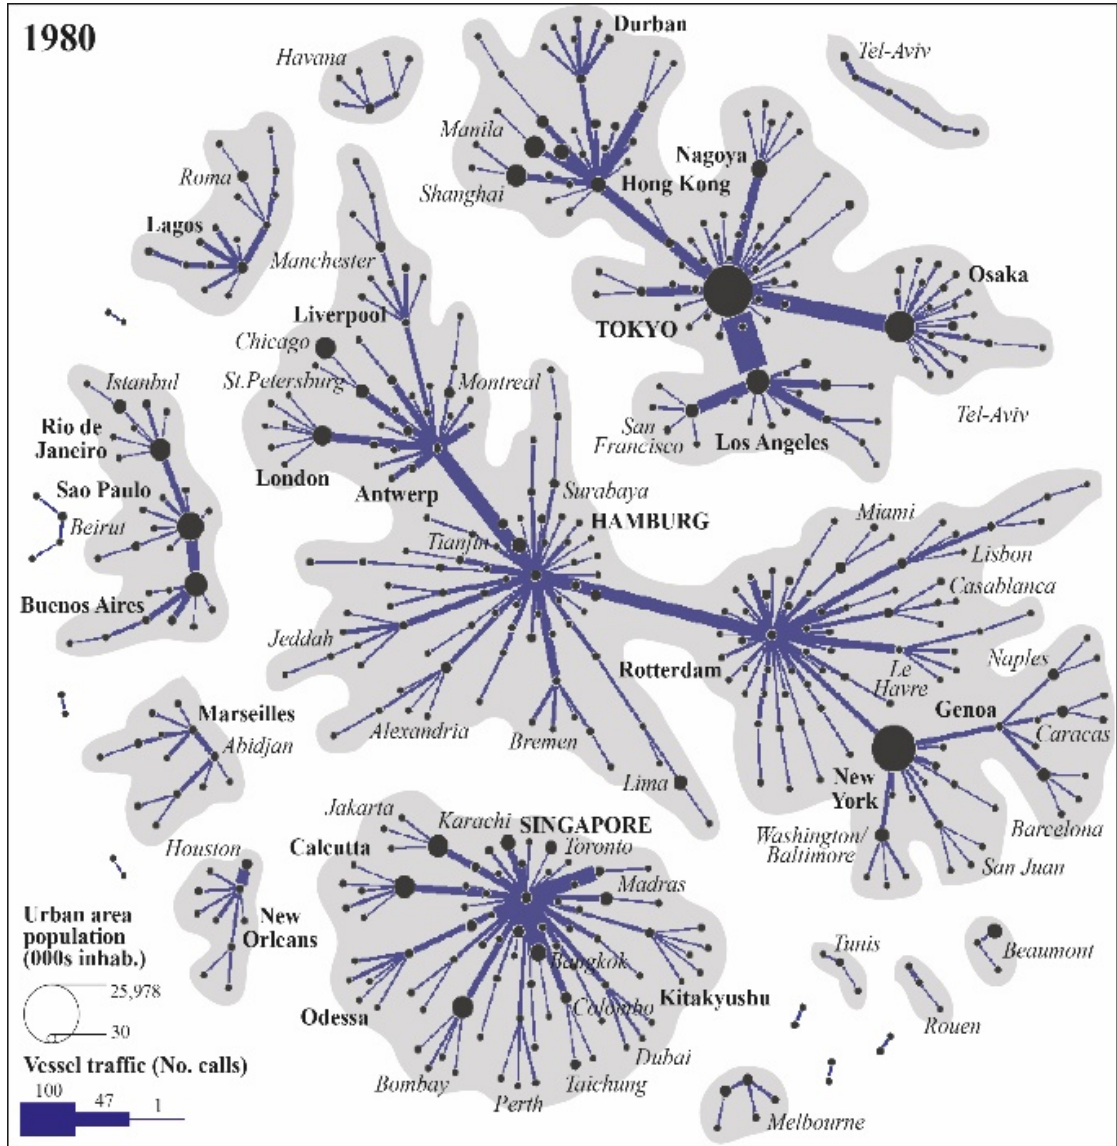 1980
Durban
Havana
Tel-Aviv
Manila
Nagoya
Hong Kong
Shanghai
Roma
Lagos
Manchester
Osaka
Liverpool
TOKYO
Chicago
St.Petersburg
Montreal
Istanbul
Tel-Aviv
Rio de
Janeiro
San
Francisco
Los Angeles
London
Antwerp
Sao Paulo
Surabaya
HAMBURG
Miami
Beirut
Tianjin
Lisbon
Casablanca
Buenos Aires
Jeddah
Rotterdam
Le
Havre
Naples
Marseilles
Genoa
Abidjan
Alexandria
Bremen
Caracas
Lima
New
York
Jakarta
Karachi
SINGAPORE
Toronto
Washington/
Baltimore
Barcelona
San Juan
Houston
Calcutta
Madras
Urban area
population
(000s inhab.)
New
Orlcans
Bangkok
Tunis
Beaumont
25,978
Odessa
Colombo
Kitakyushu
30
Rouen
Dubai
Vessel traffic (No. calls)
Bombay
Perth
Taichung
100
47
1
Melbourne